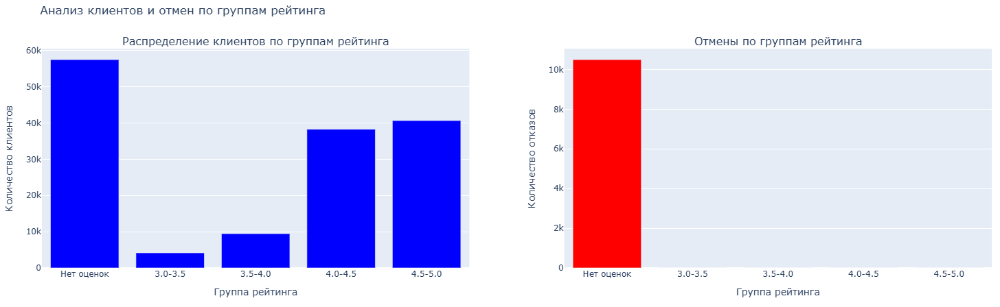 Анализ клиентов и отмен по группам рейтинга
Распределение клиентов по группам рейтинга
60k
50k
40k
30k
20k
10k
0
Количество клиентов
Нет оценок
3.0-3.5
3.5-4.0
4.0-4.5
4.5-5.0
Группа рейтинга
Отмены по группам рейтинга
10k
8k
6k
4k
2k
0
Количество отказов
Нет оценок
3.0-3.5
3.5-4.0
4.0-4.5
4.5-5.0
Группа рейтинга